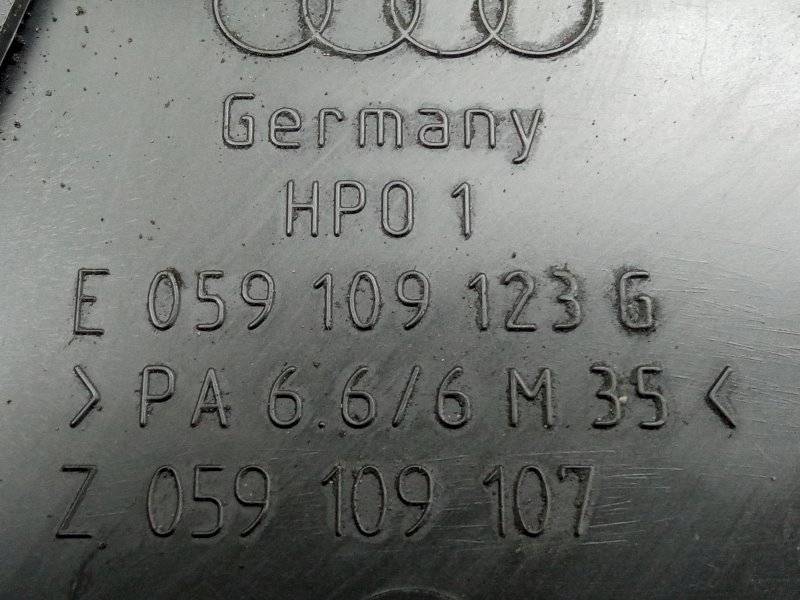 Germany
HPO 1
E 059 109 123 G
>PA 6.6/6 M 35<
Z 059 109 107